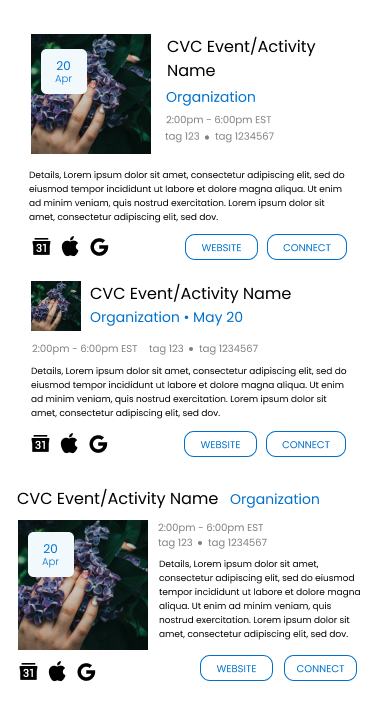 20
Apr
CVC Event/Activity
Name
Organization
2:00pm - 6:00pm EST
tag 123 • tag 1234567
Details, Lorem ipsum dolor sit amet, consectetur adipiscing elit, sed do
eiusmod tempor incididunt ut labore et dolore magna aliqua. Ut enim
ad minim veniam, quis nostrud exercitation. Lorem ipsum dolor sit
amet, consectetur adipiscing elit, sed dov.
31
G
WEBSITE
CONNECT
CVC Event/Activity Name
Organization • May 20
2:00pm - 6:00pm EST tag 123 • tag 1234567
Details, Lorem ipsum dolor sit amet, consectetur adipiscing elit, sed do
eiusmod tempor incididunt ut labore et dolore magna aliqua. Ut enim
ad minim veniam, quis nostrud exercitation. Lorem ipsum dolor sit
amet, consectetur adipiscing elit, sed dov.
31
G
WEBSITE
CONNECT
CVC Event/Activity Name Organization
20
Apr
2:00pm - 6:00pm EST
tag 123 • tag 1234567
Details, Lorem ipsum dolor sit amet,
consectetur adipiscing elit, sed do eiusmod
tempor incididunt ut labore et dolore magna
aliqua. Ut enim ad minim veniam, quis
nostrud exercitation. Lorem ipsum dolor sit
amet, consectetur adipiscing elit, sed dov.
31
G
WEBSITE
CONNECT